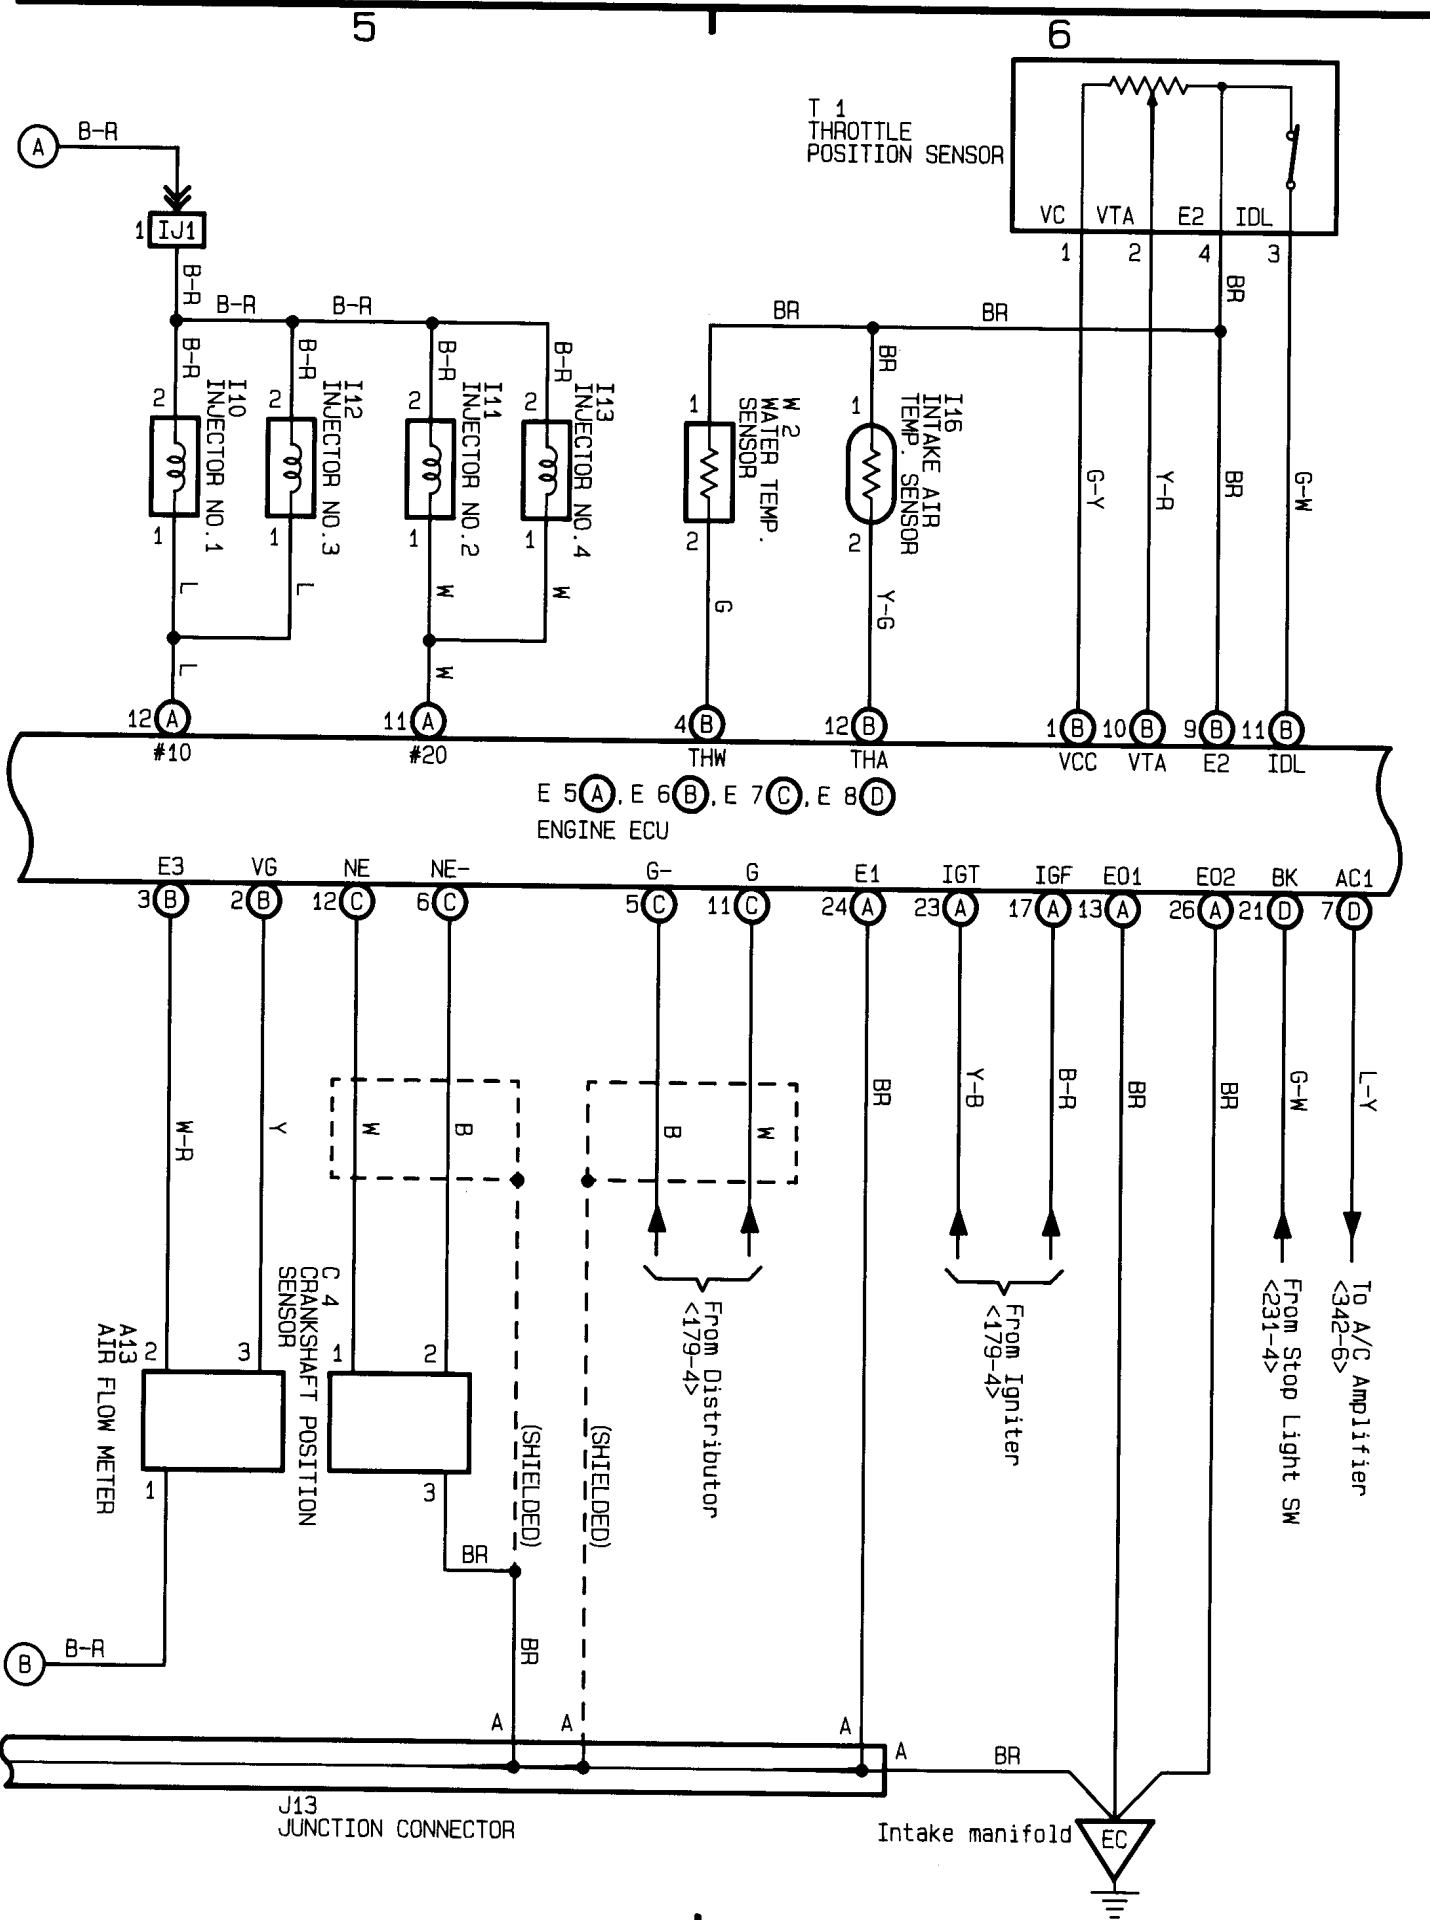 5
6
T 1
THROTTLE
POSITION SENSOR
A
B-R
1
IJ1
VC
VTA
E2
IDL
1
2
4
3
B-R
B-R
B-R
BR
BR
BR
B-R
B-R
B-R
B-R
BR
2
I10
INJECTOR NO.1
2
I12
INJECTOR NO.3
2
I11
INJECTOR NO.2
2
I13
INJECTOR NO.4
1
W 2
WATER TEMP.
SENSOR
1
I16
INTAKE AIR
TEMP. SENSOR
G-Y
Y-R
BR
G-W
1
1
1
1
2
2
L
L
W
W
G
Y-G
L
W
12
A
11
A
4
B
12
B
1
B
10
B
9
B
11
B
#10
#20
THW
THA
VCC
VTA
E2
IDL
E 5 A, E 6 B, E 7 C, E 8 D
ENGINE ECU
E3
VG
NE
NE-
G-
G
E1
IGT
IGF
E01
E02
BK
AC1
3
B
2
B
12
C
6
C
5
C
11
C
24
A
23
A
17
A
13
A
26
A
21
D
7
D
W-R
Y
W
B
B
W
BR
Y-B
B-R
BR
BR
G-W
L-Y
A13
AIR FLOW METER
2
3
C 4
CRANKSHAFT POSITION
SENSOR
1
2
From Distributor
<179-4>
From Igniter
<179-4>
From Stop Light SW
<231-4>
To A/C Amplifier
<342-6>
1
3
(SHIELDED)
(SHIELDED)
BR
BR
B
B-R
A
A
A
A
BR
J13
JUNCTION CONNECTOR
Intake manifold
EC